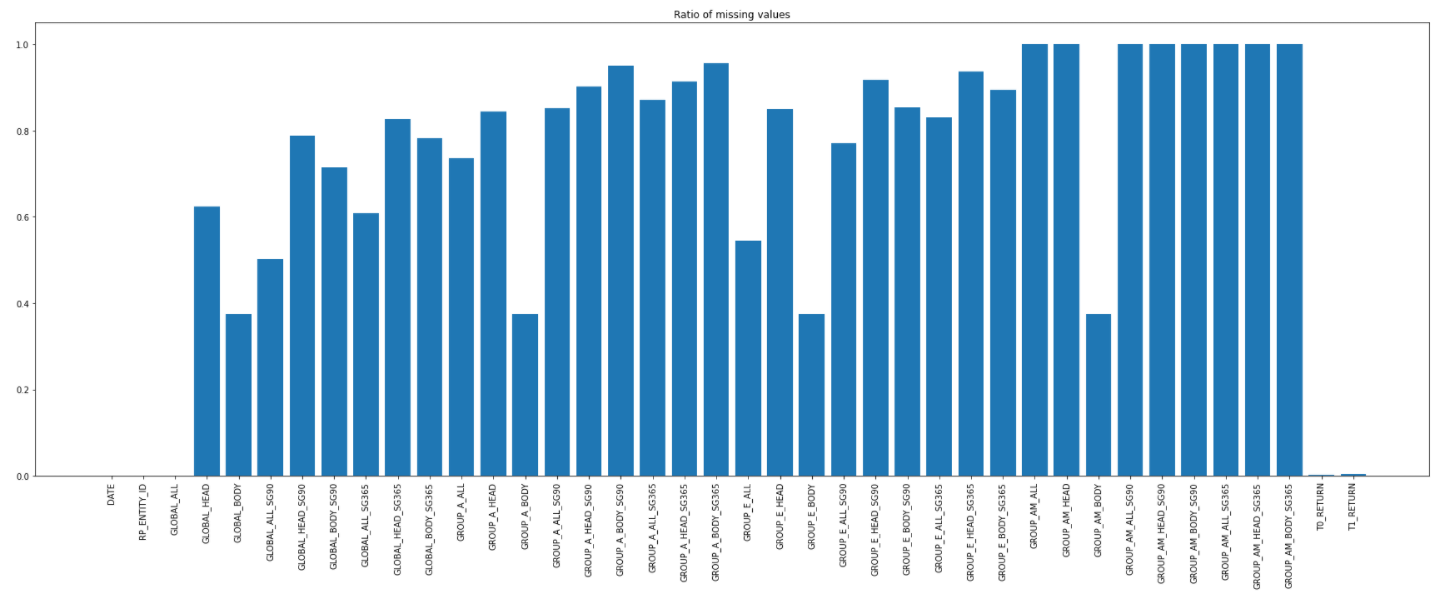 Ratio of missing values
1.0
0.8
0.6
0.4
0.2
0.0
DATE
RP_ENTITY_ID
GLOBAL_ALL
GLOBAL_HEAD
GLOBAL_BODY
GLOBAL_ALL_SG90
GLOBAL_HEAD_SG90
GLOBAL_BODY_SG90
GLOBAL_ALL_SG365
GLOBAL_HEAD_SG365
GLOBAL_BODY_SG365
GROUP_A_ALL
GROUP_A_HEAD
GROUP_A_BODY
GROUP_A_ALL_SG90
GROUP_A_HEAD_SG90
GROUP_A_BODY_SG90
GROUP_A_ALL_SG365
GROUP_A_HEAD_SG365
GROUP_A_BODY_SG365
GROUP_E_ALL
GROUP_E_HEAD
GROUP_E_BODY
GROUP_E_ALL_SG90
GROUP_E_HEAD_SG90
GROUP_E_BODY_SG90
GROUP_E_ALL_SG365
GROUP_E_HEAD_SG365
GROUP_E_BODY_SG365
GROUP_AM_ALL
GROUP_AM_HEAD
GROUP_AM_BODY
GROUP_AM_ALL_SG90
GROUP_AM_HEAD_SG90
GROUP_AM_BODY_SG90
GROUP_AM_ALL_SG365
GROUP_AM_HEAD_SG365
GROUP_AM_BODY_SG365
T0_RETURN
T1_RETURN